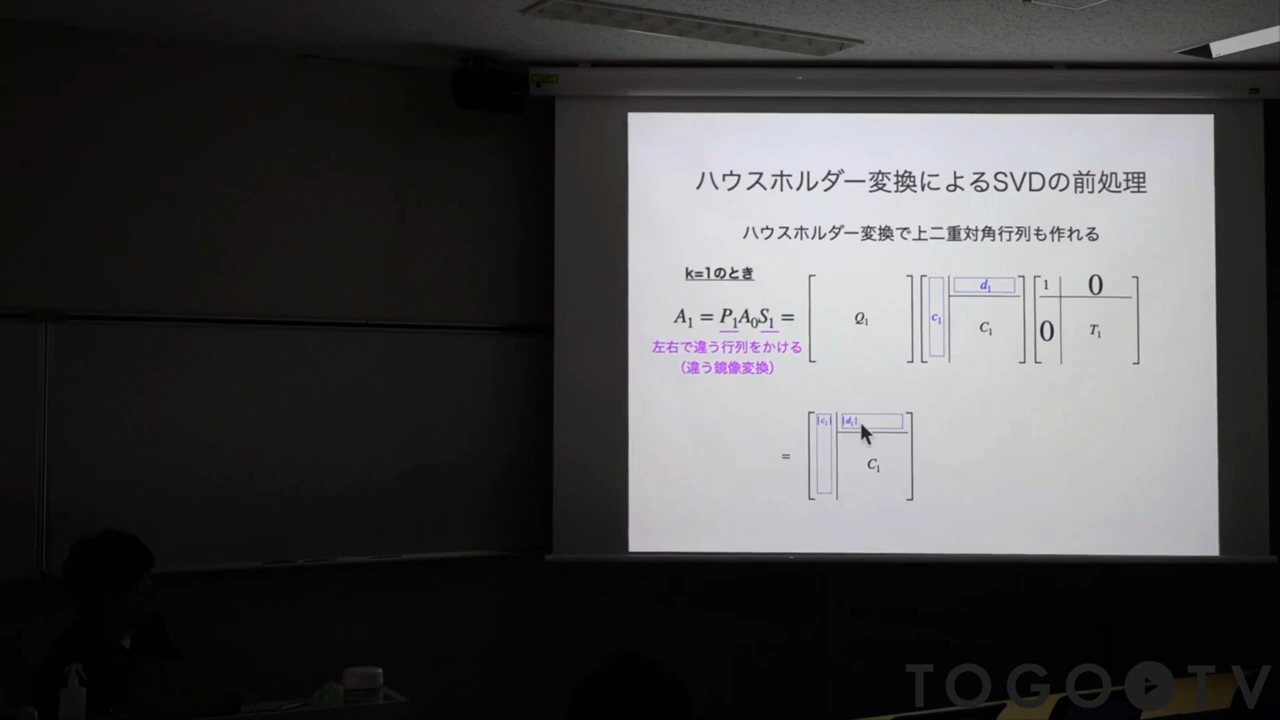 ハウスホルダー変換によるSVDの前処理
ハウスホルダー変換で上二重対角行列も作れる
k=1のとき
A₁ = P₁A₀S₁ = [ Q₁ ] [ c₁ d₁ C₁ ] [ 1 0 0 T₁ ]
左右で違う行列をかける
（違う鏡像変換）
= [ |c₁| |d₁| C₁ ]
TOGO TV